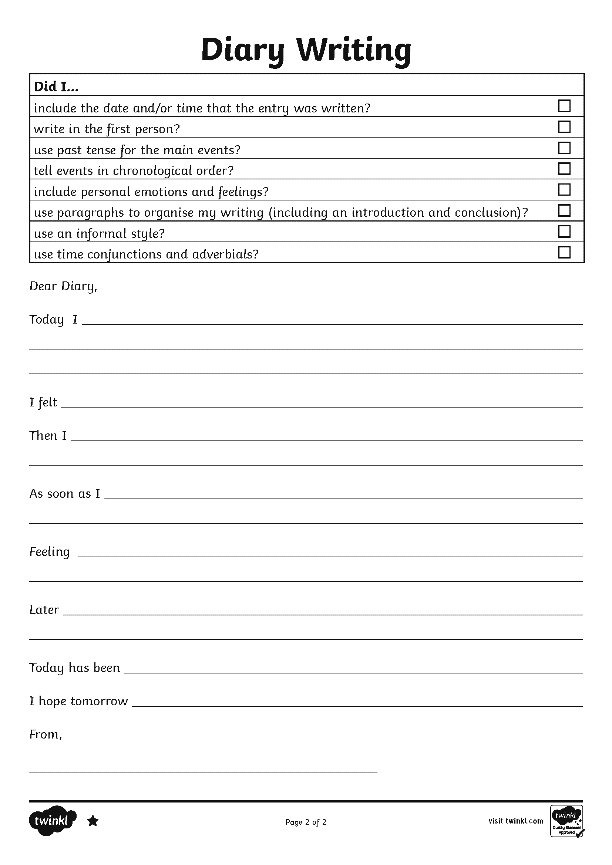 Diary Writing
Did I...
include the date and/or time that the entry was written?
write in the first person?
use past tense for the main events?
tell events in chronological order?
include personal emotions and feelings?
use paragraphs to organise my writing (including an introduction and conclusion)?
use an informal style?
use time conjunctions and adverbials?
Dear Diary,
Today I
I felt
Then I
As soon as I
Feeling
Later
Today has been
I hope tomorrow
From,
twinkl
Page 2 of 2
visit twinkl.com
twinkl
Quality Standard
Approved